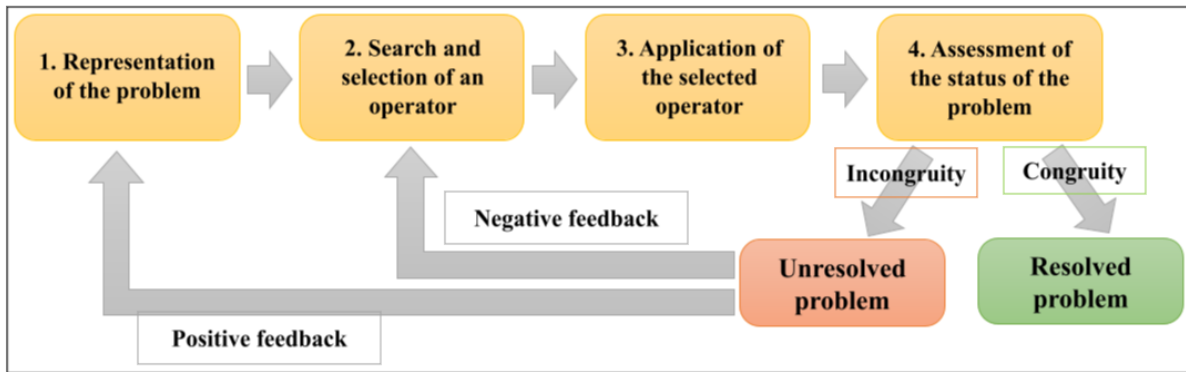 1. Representation
of the problem
2. Search and
selection of an
operator
3. Application of
the selected
operator
4. Assessment of
the status of the
problem
Incongruity
Congruity
Negative feedback
Unresolved
problem
Resolved
problem
Positive feedback